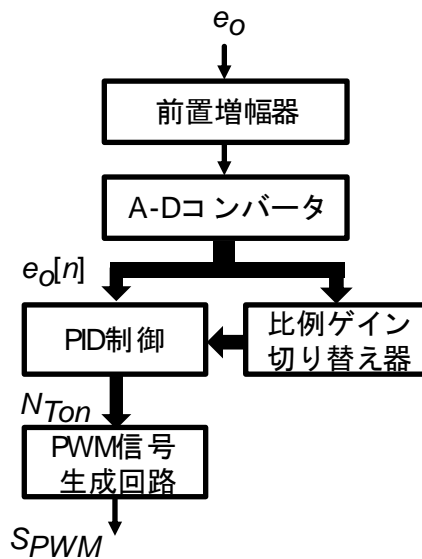 eo
前置増幅器
A-Dコンバータ
eo[n]
PID制御
比例ゲイン
切り替え器
NTon
PWM信号
生成回路
SPWM